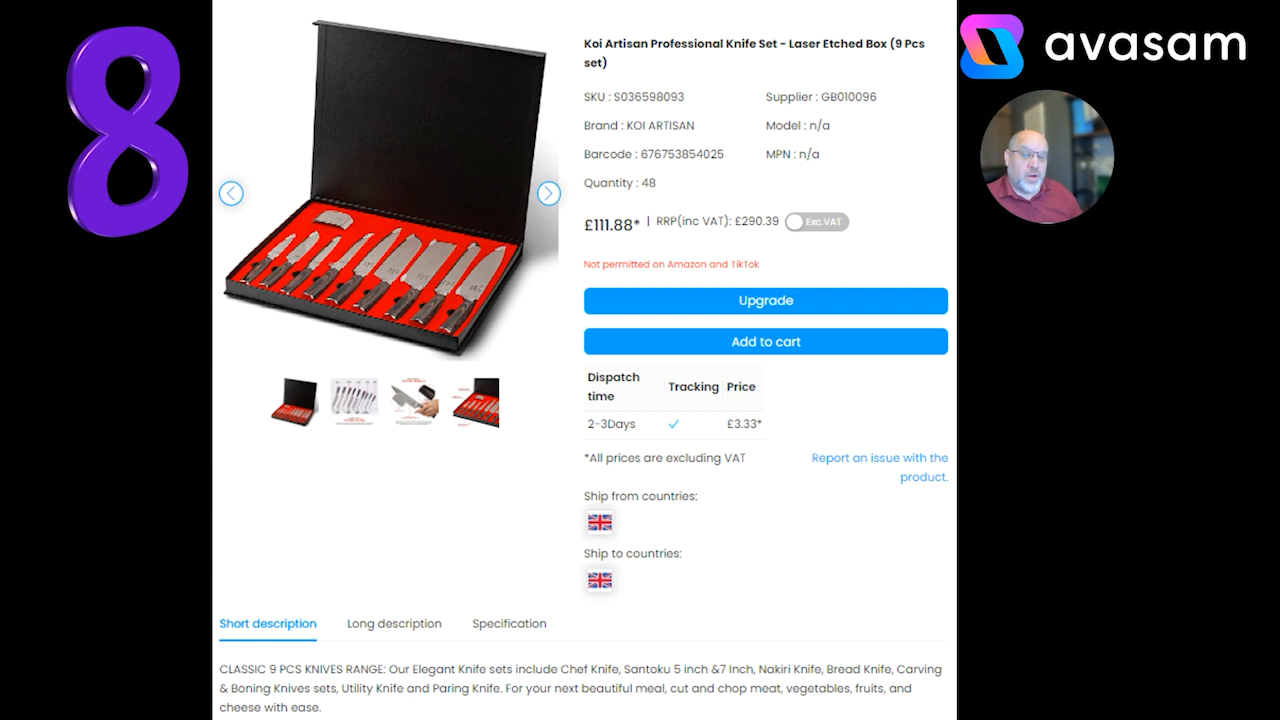 8
avasam
Koi Artisan Professional Knife Set - Laser Etched Box (9 Pcs
set)
SKU : S036598093
Supplier : GB010096
Brand : KOI ARTISAN
Model : n/a
Barcode : 676753854025
MPN : n/a
Quantity : 48
£111.88* | RRP(inc VAT): £290.39 Exc.VAT
Not permitted on Amazon and TikTok
Upgrade
Add to cart
Dispatch
time
Tracking
Price
2-3Days
£3.33*
*All prices are excluding VAT
Report an issue with the
product.
Ship from countries:
Ship to countries:
Short description
Long description
Specification
CLASSIC 9 PCS KNIVES RANGE: Our Elegant Knife sets include Chef Knife, Santoku 5 inch &7 Inch, Nakiri Knife, Bread Knife, Carving
& Boning Knives sets, Utility Knife and Paring Knife. For your next beautiful meal, cut and chop meat, vegetables, fruits, and
cheese with ease.